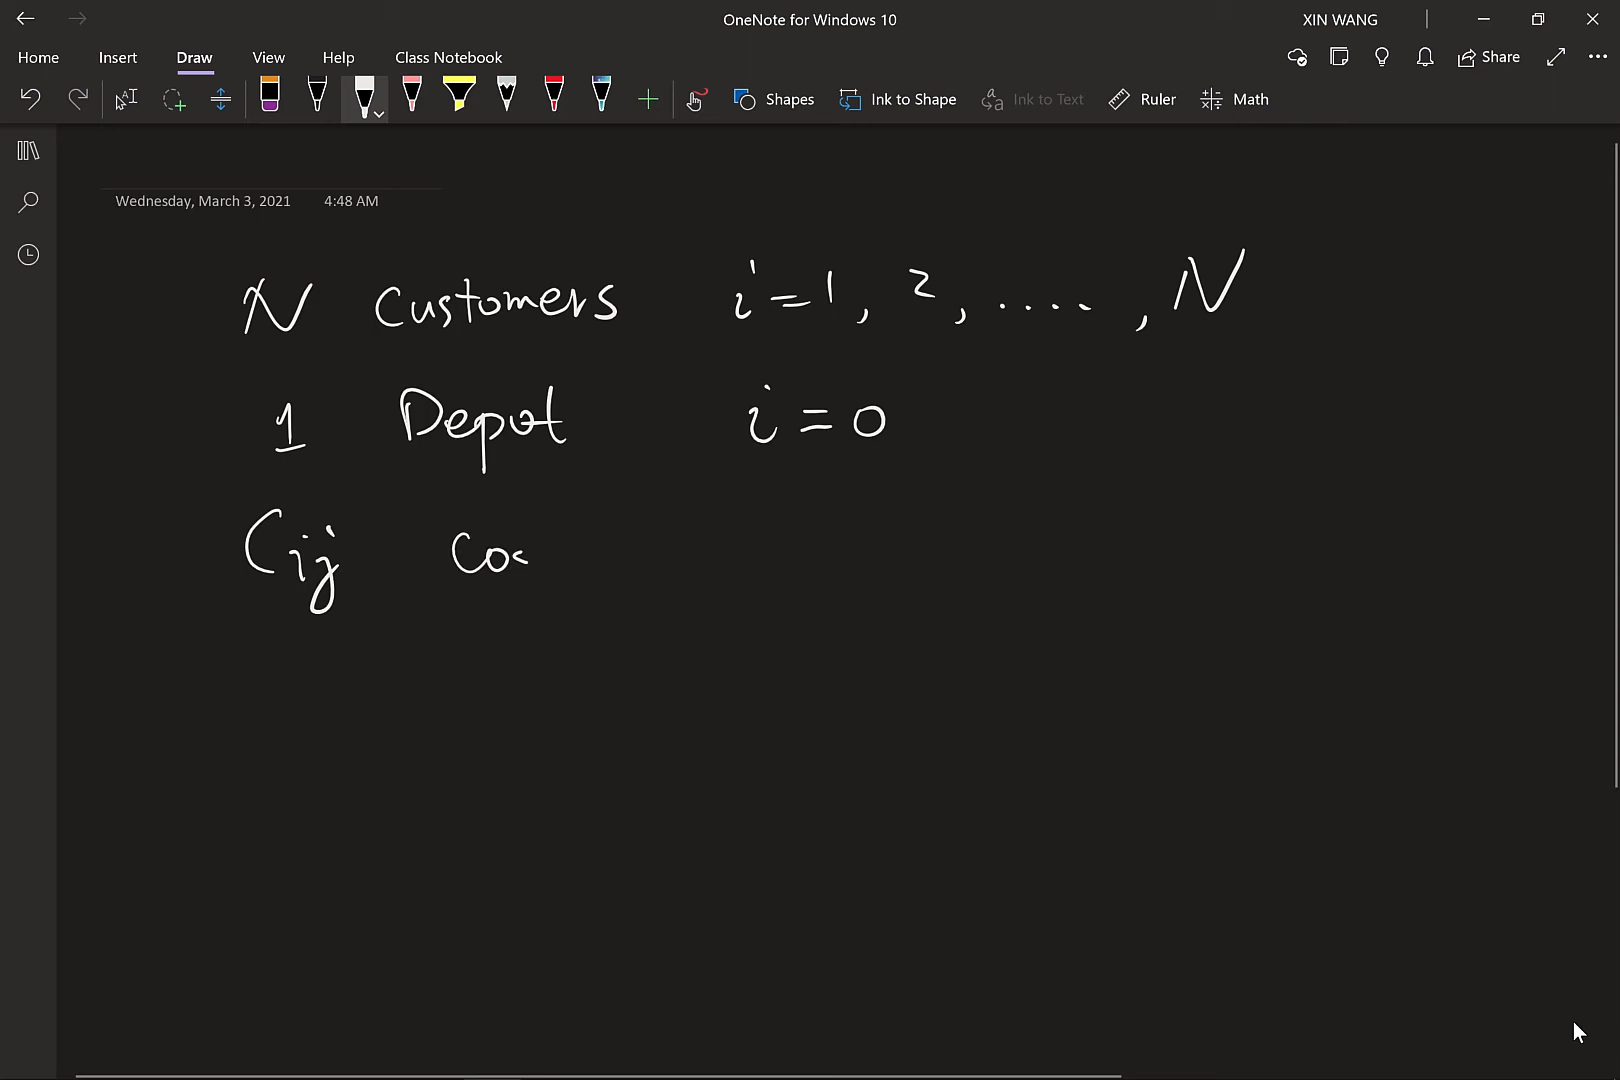 OneNote for Windows 10
XIN WANG
Home Insert Draw View Help Class Notebook
Share
Shapes Ink to Shape Ink to Text Ruler Math
Wednesday, March 3, 2021 4:48 AM
N Customers i=1, 2, ...., N
1 Depot i=0
Cij Co